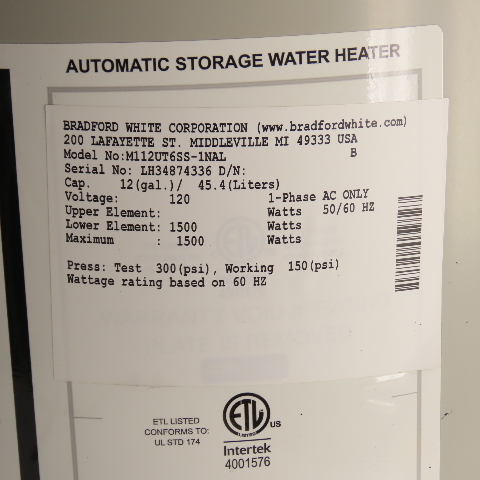 AUTOMATIC STORAGE WATER HEATER
BRADFORD WHITE CORPORATION (www.bradfordwhite.com)
200 LAFAYETTE ST. MIDDLEVILLE MI 49333 USA
Model No:M112UT6SS-1NAL B
Serial No: LH34874336 D/N:
Cap. 12(gal.)/ 45.4(Liters)
Voltage: 120 1-Phase AC ONLY
Upper Element: Watts 50/60 HZ
Lower Element: 1500 Watts
Maximum : 1500 Watts
Press: Test 300(psi), Working 150(psi)
Wattage rating based on 60 HZ
ETL LISTED
CONFORMS TO:
UL STD 174
ETL US
Intertek
4001576